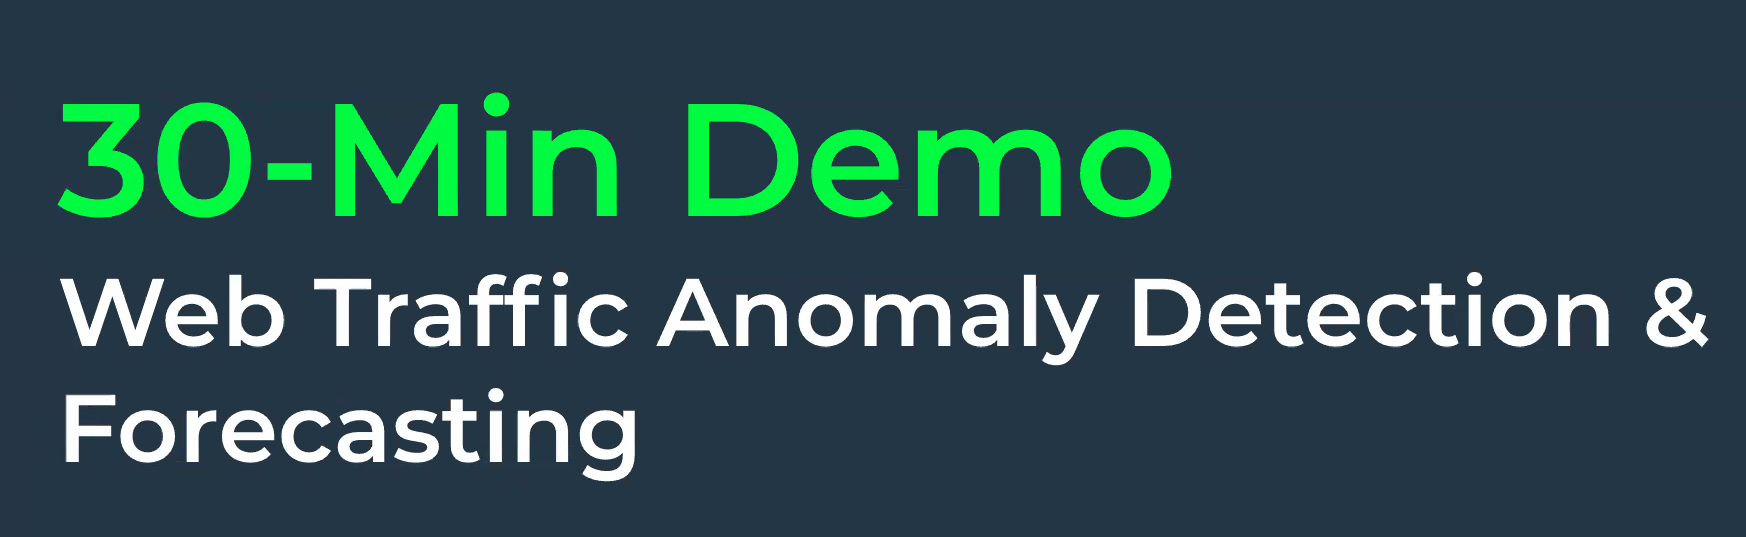 30-Min Demo
Web Traffic Anomaly Detection &
Forecasting